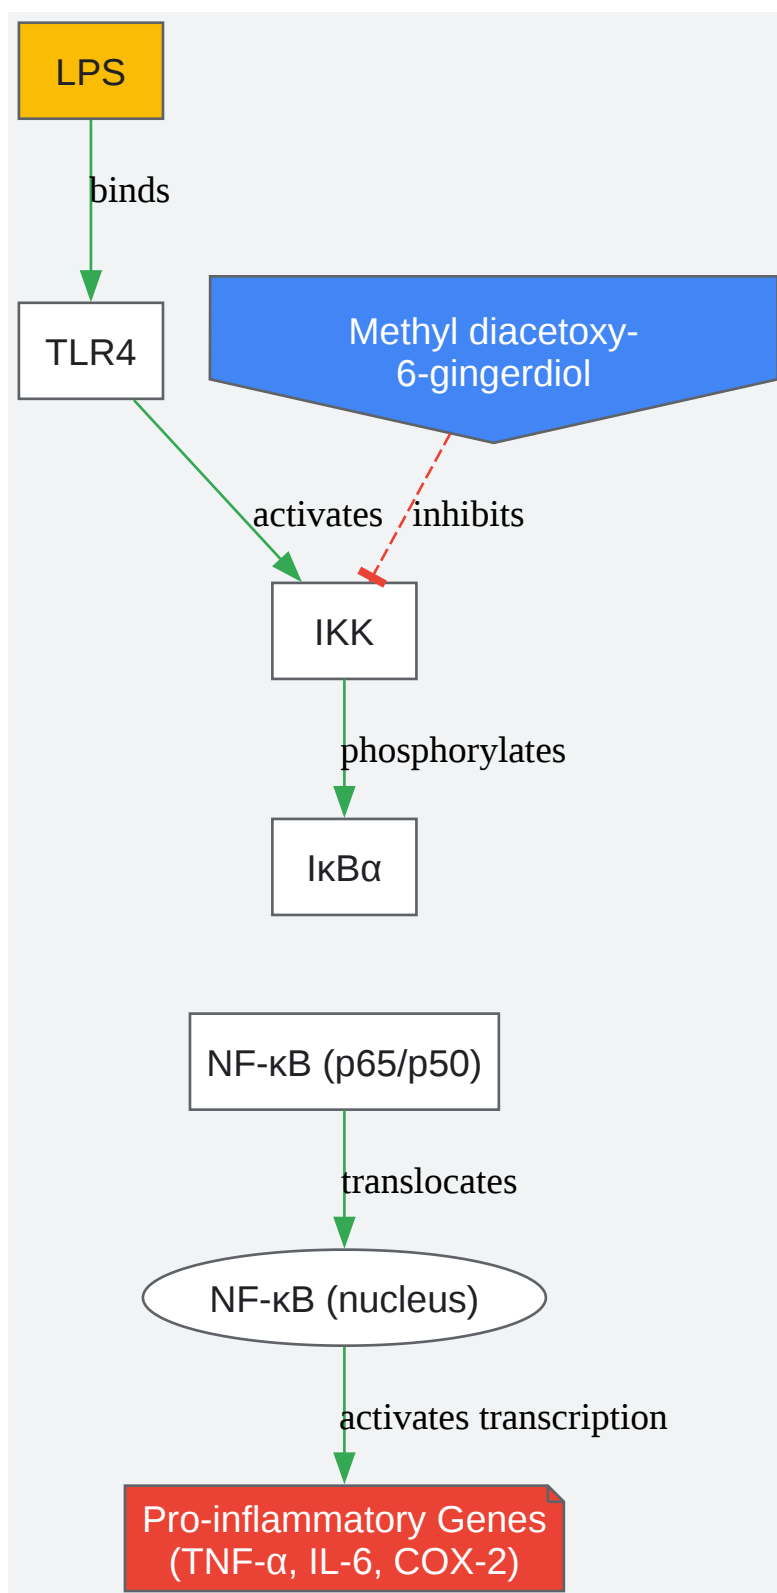 LPS
binds
TLR4
Methyl diacetoxy-
6-gingerdiol
activates
inhibits
IKK
phosphorylates
IκBα
NF-κB (p65/p50)
translocates
NF-κB (nucleus)
activates transcription
Pro-inflammatory Genes
(TNF-α, IL-6, COX-2)